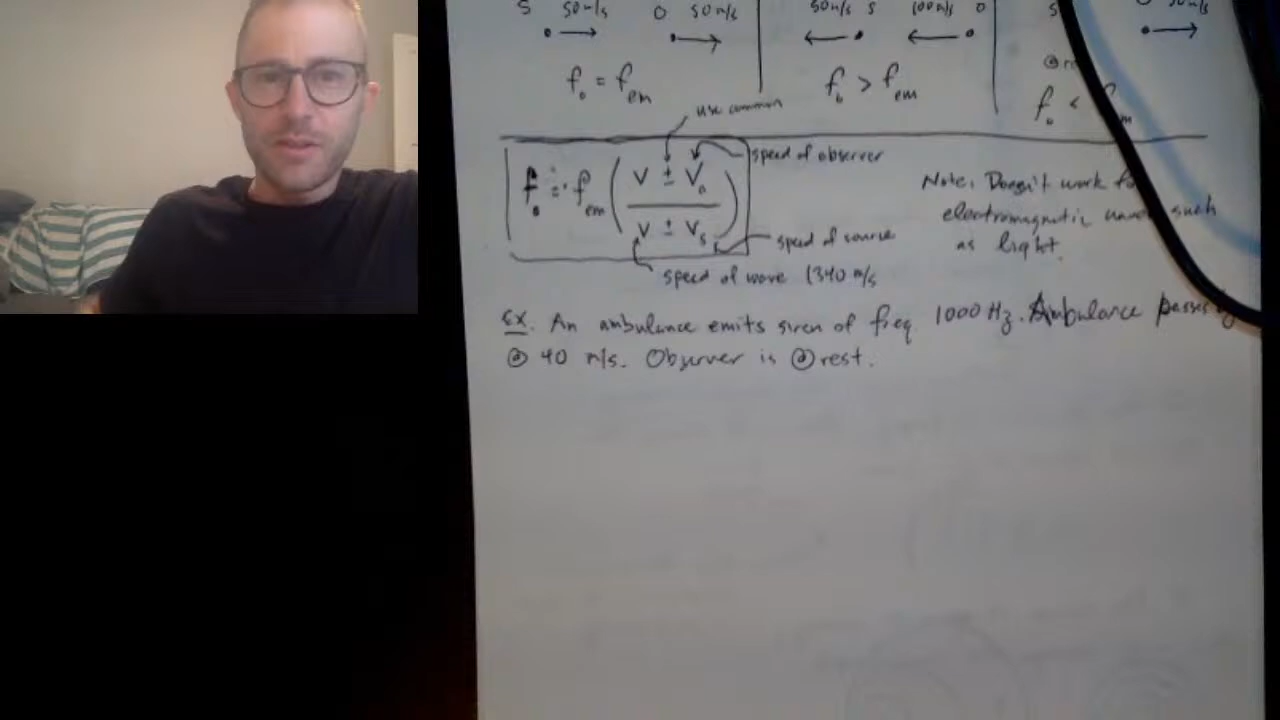 S 50 m/s O 50 m/s
50 m/s S 100 m/s O
S O 50 m/s
f_o = f_em
f_o > f_em
f_o <
use common
f_o = f_em ( V ± V_o / V ± V_s )
speed of observer
speed of source
speed of wave (340 m/s
Note: Doesn't work
electromagnetic such
as light.
Ex. An ambulance emits siren of freq 1000 Hz. Ambulance passes
@ 40 m/s. Observer is @ rest.